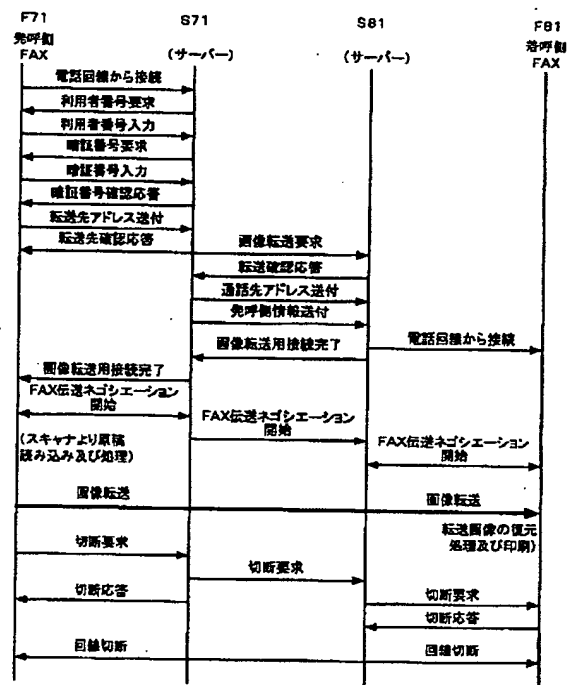 F71
発呼側
FAX
S71
(サーバー)
S81
(サーバー)
F81
着呼側
FAX
電話回線から接続
利用者番号要求
利用者番号入力
暗証番号要求
暗証番号入力
暗証番号確認応答
転送先アドレス送付
転送先確認応答
画像転送要求
転送確認応答
通話先アドレス送付
発呼側情報送付
画像転送用接続完了
電話回線から接続
画像転送用接続完了
FAX伝送ネゴシエーション
開始
FAX伝送ネゴシエーション
開始
FAX伝送ネゴシエーション
開始
(スキャナより原稿
読み込み及び処理)
画像転送
画像転送
転送画像の復元
処理及び印刷)
切断要求
切断要求
切断応答
切断要求
切断応答
回線切断
回線切断